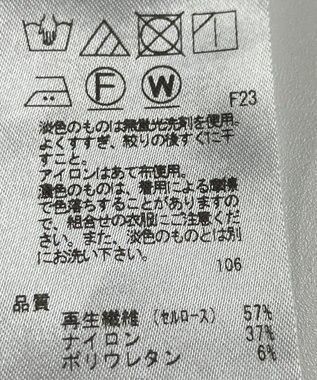 F
W
F23
淡色のものは無蛍光洗剤を使用。
よくすすぎ、絞りの後すぐに干
すこと。
アイロンはあて布使用。
濃色のものは、着用による摩擦
で色落ちすることがありますの
で、組合せの衣服にご注意くだ
さい。また、淡色のものとは別
にお洗い下さい。
106
品質
再生繊維(セルロース) 57%
ナイロン 37%
ポリウレタン 6%